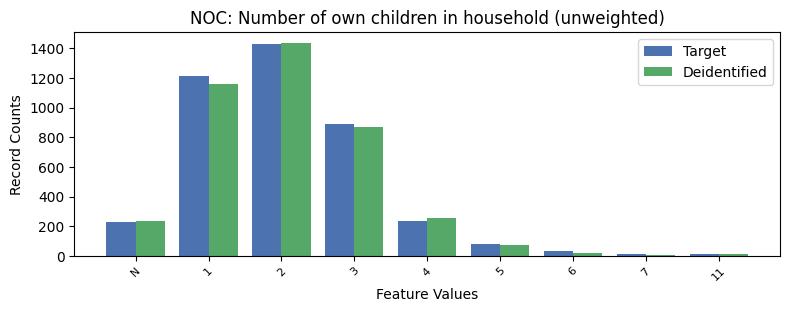 NOC: Number of own children in household (unweighted)
Target
Deidentified
1400
1200
1000
800
600
400
200
0
Record Counts
N 1 2 3 4 5 6 7 11
Feature Values